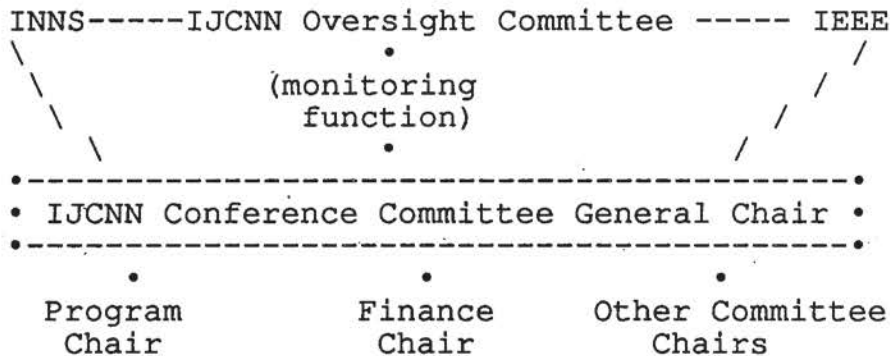 INNS-----IJCNN Oversight Committee ----- IEEE
(monitoring
function)
IJCNN Conference Committee General Chair
Program Finance Other Committee
Chair Chair Chairs